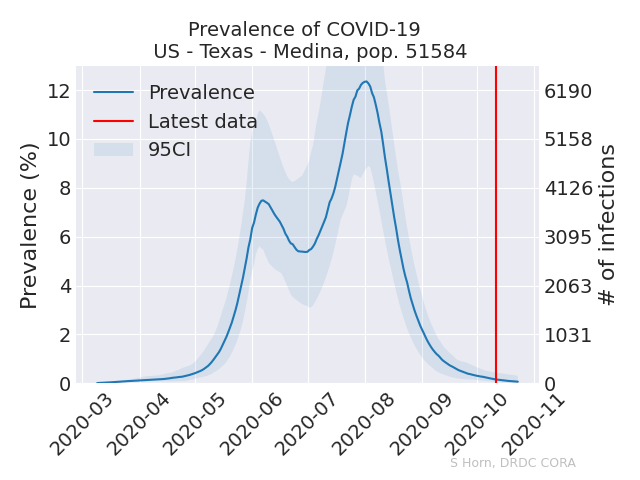 Prevalence of COVID-19
US - Texas - Medina, pop. 51584
Prevalence
Latest data
95CI
Prevalence (%)
12
10
8
6
4
2
0
6190
5158
4126
3095
2063
1031
0
# of infections
2020-03
2020-04
2020-05
2020-06
2020-07
2020-08
2020-09
2020-10
2020-11
S Horn, DRDC CORA